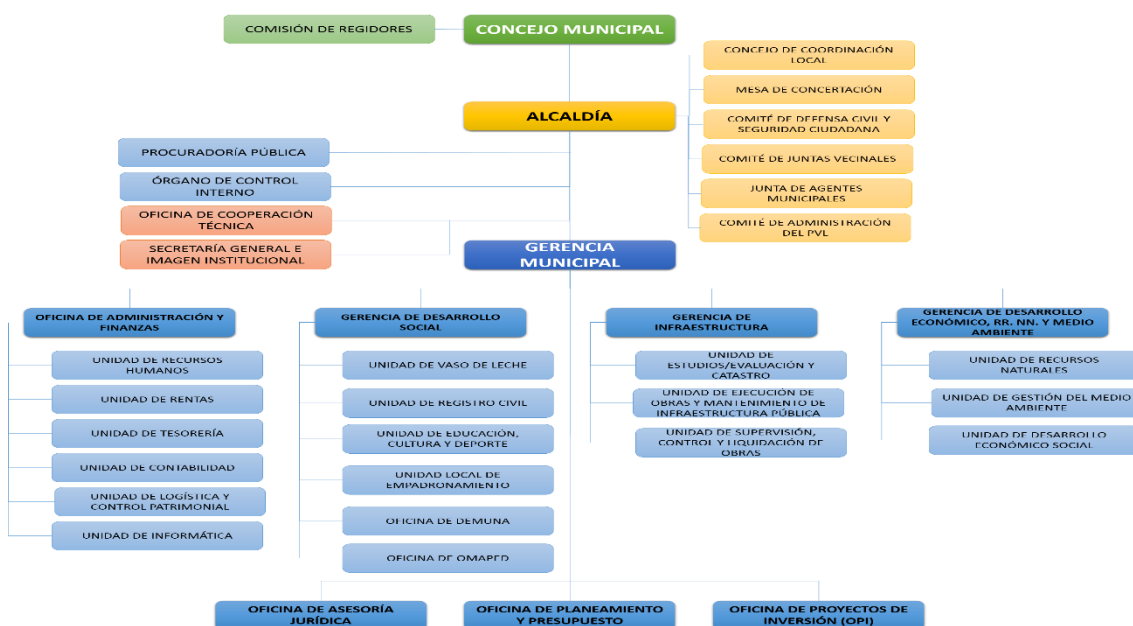 COMISIÓN DE REGIDORES
CONCEJO MUNICIPAL
CONCEJO DE COORDINACIÓN
LOCAL
MESA DE CONCERTACIÓN
ALCALDÍA
COMITÉ DE DEFENSA CIVIL Y
SEGURIDAD CIUDADANA
PROCURADORÍA PÚBLICA
COMITÉ DE JUNTAS VECINALES
ÓRGANO DE CONTROL
INTERNO
JUNTA DE AGENTES
MUNICIPALES
OFICINA DE COOPERACIÓN
TÉCNICA
COMITÉ DE ADMINISTRACIÓN
DEL PVL
SECRETARÍA GENERAL E
IMAGEN INSTITUCIONAL
GERENCIA
MUNICIPAL
OFICINA DE ADMINISTRACIÓN Y
FINANZAS
UNIDAD DE RECURSOS
HUMANOS
UNIDAD DE RENTAS
UNIDAD DE TESORERÍA
UNIDAD DE CONTABILIDAD
UNIDAD DE LOGÍSTICA Y
CONTROL PATRIMONIAL
UNIDAD DE INFORMÁTICA
GERENCIA DE DESARROLLO
SOCIAL
UNIDAD DE VASO DE LECHE
UNIDAD DE REGISTRO CIVIL
UNIDAD DE EDUCACIÓN,
CULTURA Y DEPORTE
UNIDAD LOCAL DE
EMPADRONAMIENTO
OFICINA DE DEMUNA
OFICINA DE OMAPED
GERENCIA DE
INFRAESTRUCTURA
UNIDAD DE
ESTUDIOS/EVALUACIÓN Y
CATASTRO
UNIDAD DE EJECUCIÓN DE
OBRAS Y MANTENIMIENTO DE
INFRAESTRUCTURA PÚBLICA
UNIDAD DE SUPERVISIÓN,
CONTROL Y LIQUIDACIÓN DE
OBRAS
GERENCIA DE DESARROLLO
ECONÓMICO, RR. NN. Y MEDIO
AMBIENTE
UNIDAD DE RECURSOS
NATURALES
UNIDAD DE GESTIÓN DEL MEDIO
AMBIENTE
UNIDAD DE DESARROLLO
ECONÓMICO SOCIAL
OFICINA DE ASESORÍA
JURÍDICA
OFICINA DE PLANEAMIENTO
Y PRESUPUESTO
OFICINA DE PROYECTOS DE
INVERSIÓN (OPI)